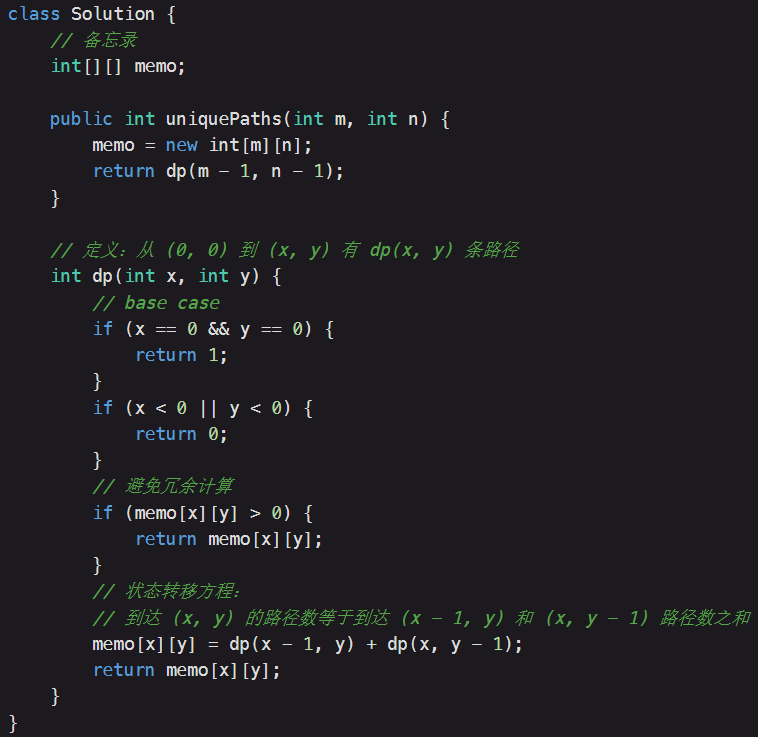 class Solution {
    // 备忘录
    int[][] memo;

    public int uniquePaths(int m, int n) {
        memo = new int[m][n];
        return dp(m - 1, n - 1);
    }

    // 定义：从 (0, 0) 到 (x, y) 有 dp(x, y) 条路径
    int dp(int x, int y) {
        // base case
        if (x == 0 && y == 0) {
            return 1;
        }
        if (x < 0 || y < 0) {
            return 0;
        }
        // 避免冗余计算
        if (memo[x][y] > 0) {
            return memo[x][y];
        }
        // 状态转移方程：
        // 到达 (x, y) 的路径数等于到达 (x - 1, y) 和 (x, y - 1) 路径数之和
        memo[x][y] = dp(x - 1, y) + dp(x, y - 1);
        return memo[x][y];
    }
}